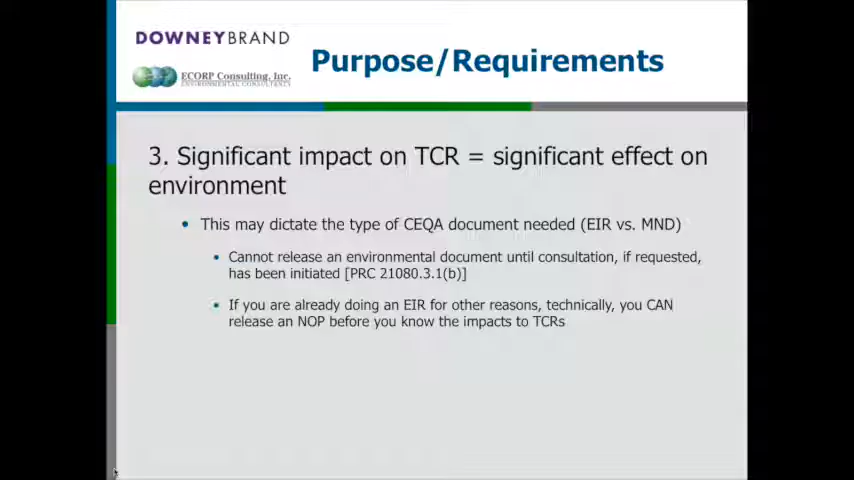 DOWNEYBRAND
ECORP Consulting, Inc.
ENVIRONMENTAL CONSULTANTS
Purpose/Requirements
3. Significant impact on TCR = significant effect on
environment
• This may dictate the type of CEQA document needed (EIR vs. MND)
• Cannot release an environmental document until consultation, if requested,
has been initiated [PRC 21080.3.1(b)]
• If you are already doing an EIR for other reasons, technically, you CAN
release an NOP before you know the impacts to TCRs